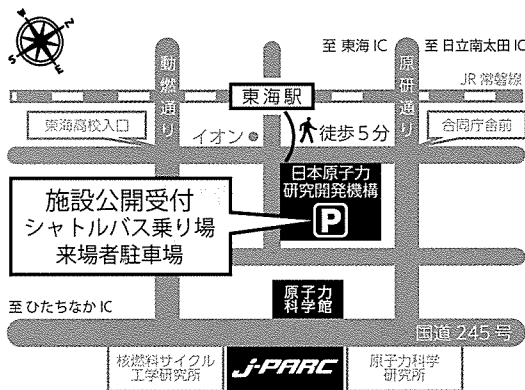 N
W
S
E
至 東海 IC
至 日立南太田 IC
動燃通り
原研通り
JR 常磐線
東海駅
東海高校入口
イオン
徒歩5分
合同庁舎前
日本原子力
研究開発機構
P
施設公開受付
シャトルバス乗り場
来場者駐車場
至 ひたちなか IC
原子力
科学館
国道 245 号
核燃料サイクル
工学研究所
J-PARC
原子力科学
研究所